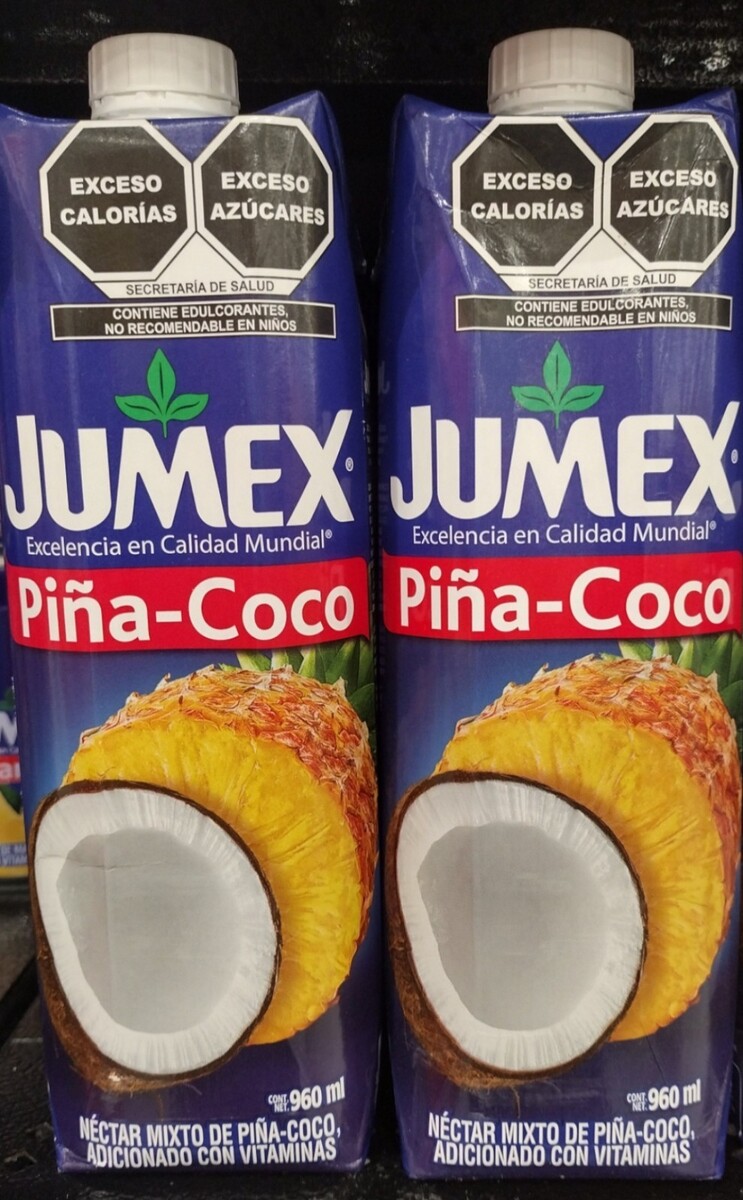 EXCESO
CALORÍAS
EXCESO
AZÚCARES
SECRETARÍA DE SALUD
CONTIENE EDULCORANTES,
NO RECOMENDABLE EN NIÑOS
JUMEX®
Excelencia en Calidad Mundial®
Piña-Coco
CONT. NET. 960 ml
NÉCTAR MIXTO DE PIÑA-COCO,
ADICIONADO CON VITAMINAS
EXCESO
CALORÍAS
EXCESO
AZÚCARES
SECRETARÍA DE SALUD
CONTIENE EDULCORANTES,
NO RECOMENDABLE EN NIÑOS
JUMEX®
Excelencia en Calidad Mundial®
Piña-Coco
CONT. NET. 960 ml
NÉCTAR MIXTO DE PIÑA-COCO,
ADICIONADO CON VITAMINAS